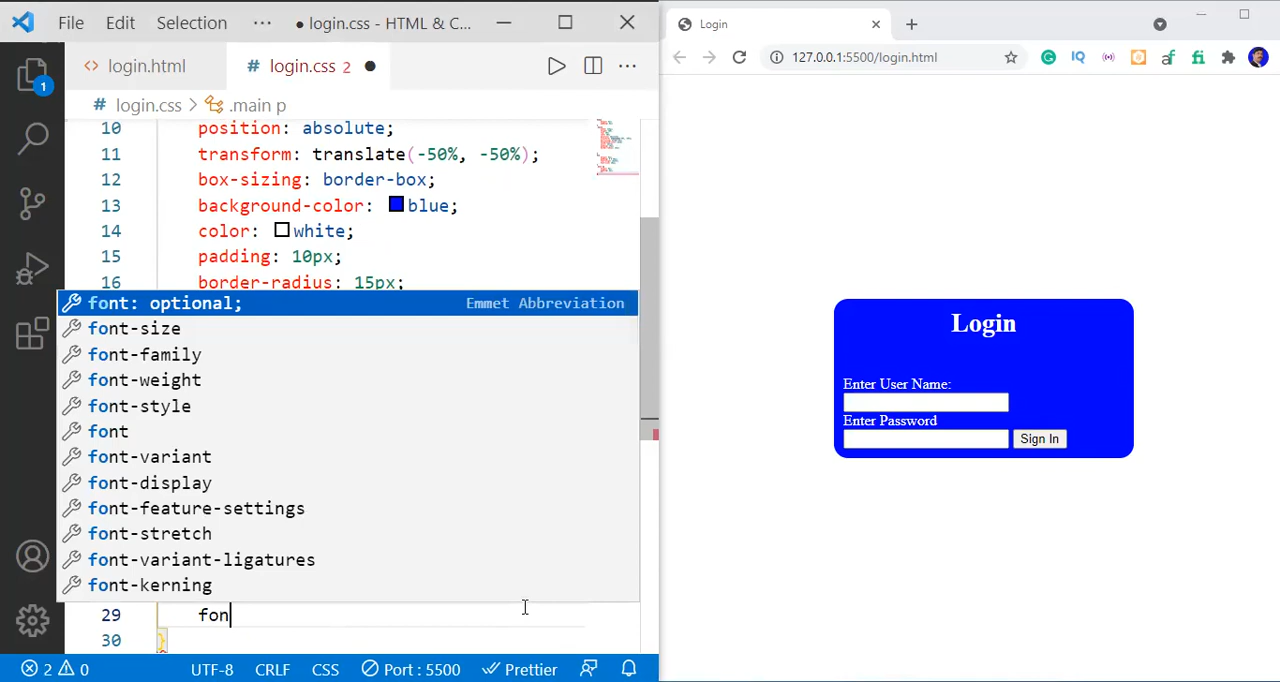 File Edit Selection ··· ● login.css - HTML & C...
<> login.html # login.css 2 ●
# login.css > .main p
10 position: absolute;
11 transform: translate(-50%, -50%);
12 box-sizing: border-box;
13 background-color: blue;
14 color: white;
15 padding: 10px;
16 border-radius: 15px;
font: optional; Emmet Abbreviation
font-size
font-family
font-weight
font-style
font
font-variant
font-display
font-feature-settings
font-stretch
font-variant-ligatures
font-kerning
29 fon
30 }
1
2 0 UTF-8 CRLF CSS Port : 5500 Prettier
Login
127.0.0.1:5500/login.html
IQ
af
fi
Login
Enter User Name:
Enter Password
Sign In